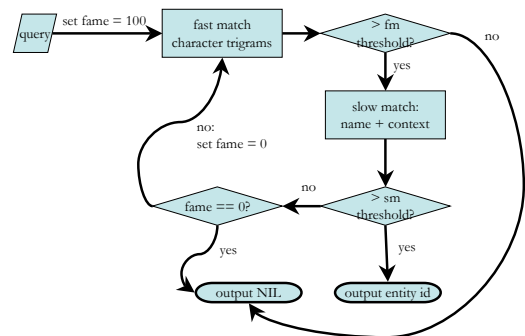 query
set fame = 100
fast match
character trigrams
> fm
threshold?
no
yes
slow match:
name + context
no:
set fame = 0
> sm
threshold?
no
fame == 0?
yes
yes
output NIL
output entity id